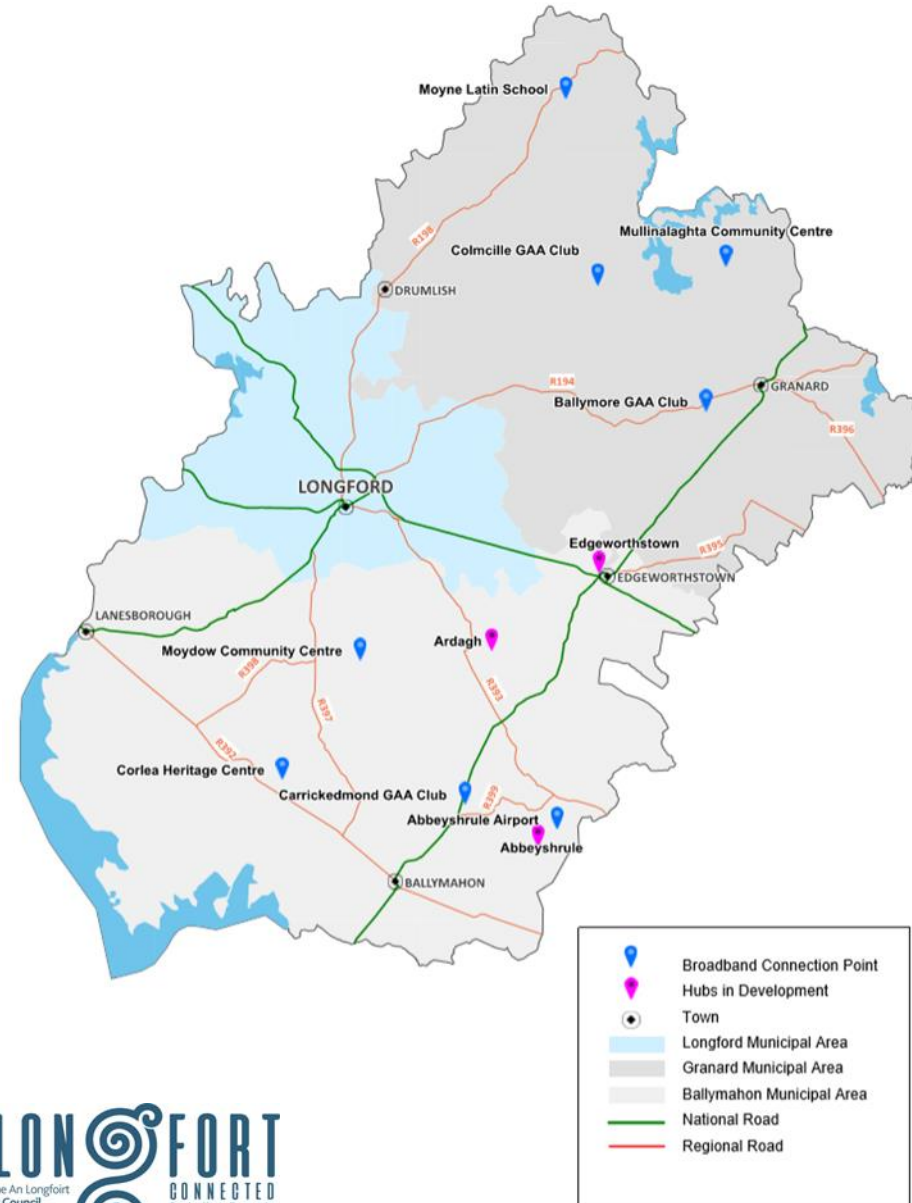 Moyne Latin School
R198
Mullinalaghta Community Centre
Colmcille GAA Club
DRUMLISH
R194
GRANARD
Ballymore GAA Club
R396
LONGFORD
Edgeworthstown
R395
EDGEWORTHSTOWN
LANESBOROUGH
Ardagh
Moydow Community Centre
R398
R393
R397
R392
Corlea Heritage Centre
Carrickedmond GAA Club
R399
Abbeyshrule Airport
Abbeyshrule
BALLYMAHON
Broadband Connection Point
Hubs in Development
Town
Longford Municipal Area
Granard Municipal Area
Ballymahon Municipal Area
National Road
Regional Road
LONGFORT
An Longfoirt
CONNECTED
Council